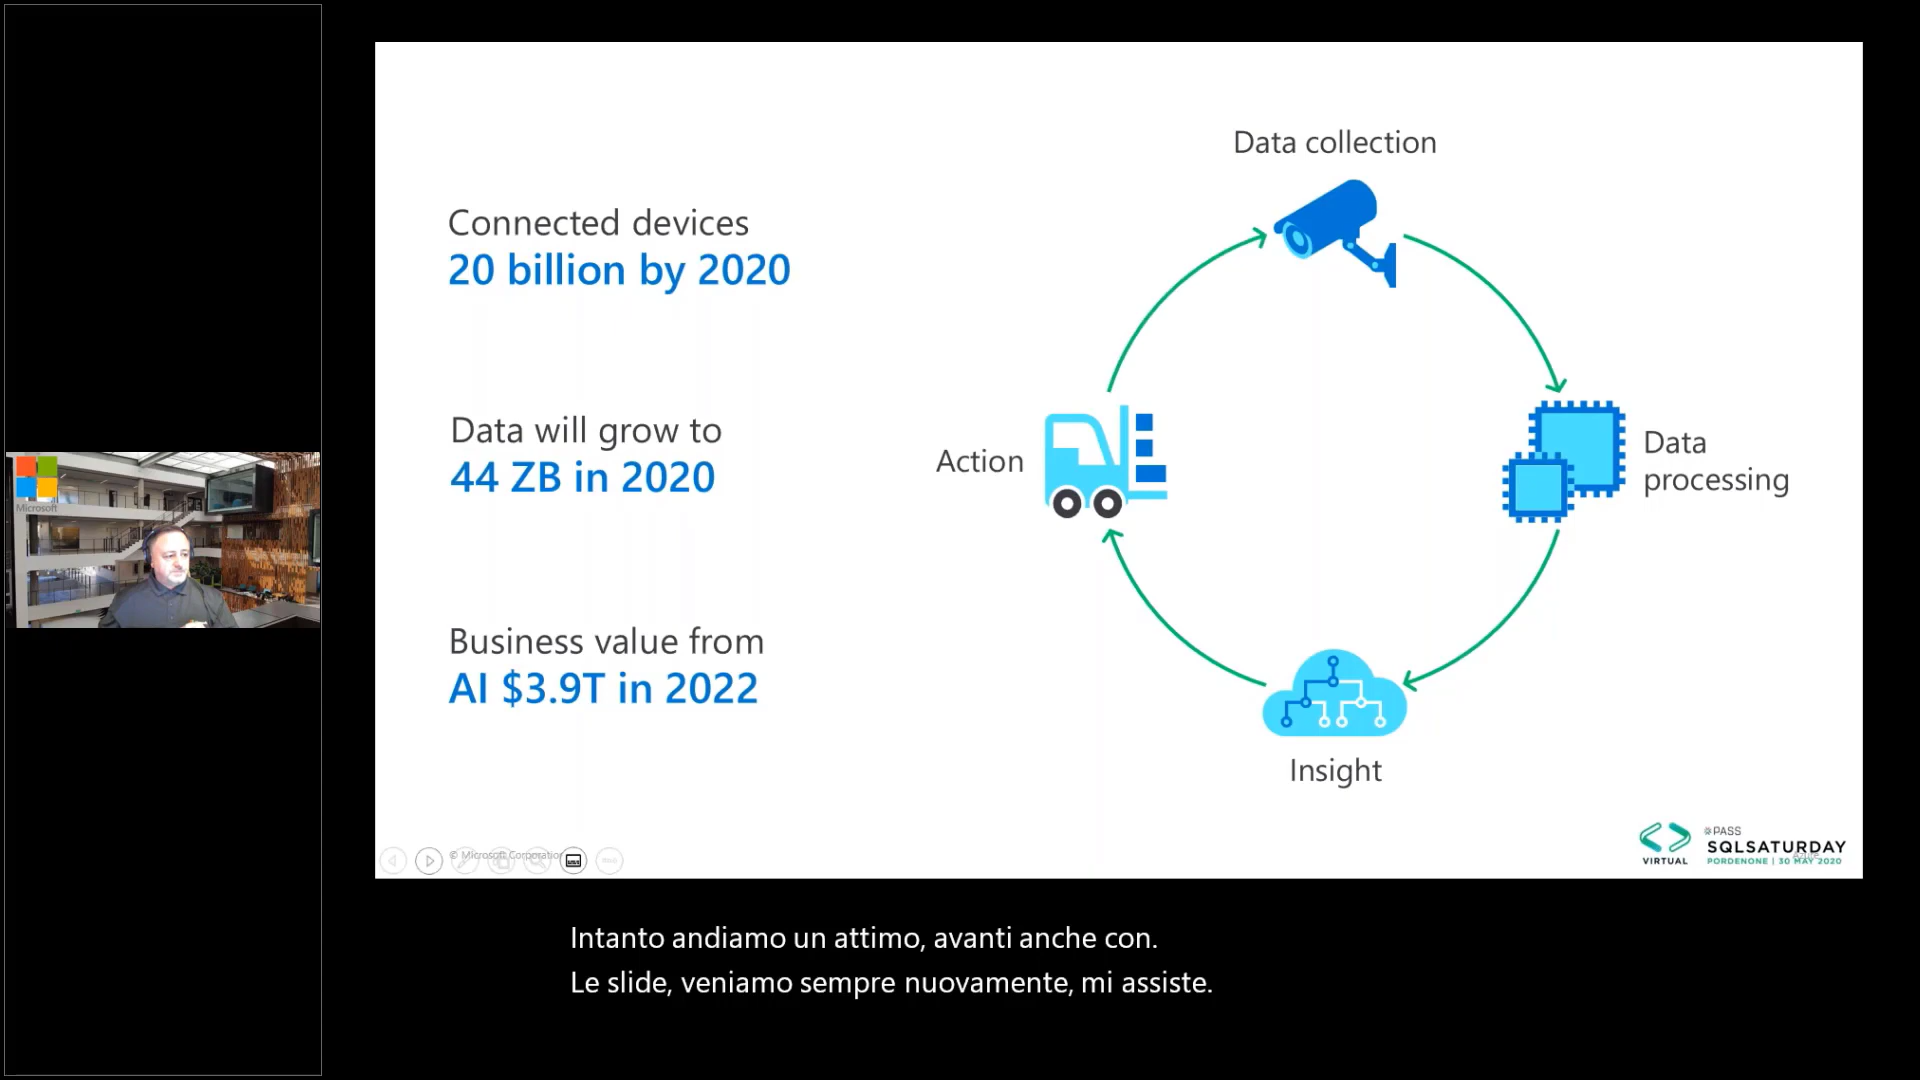 Microsoft
Connected devices
20 billion by 2020
Data will grow to
44 ZB in 2020
Business value from
AI $3.9T in 2022
Data collection
Data
processing
Insight
Action
© Microsoft Corporation
Azure
PASS
SQLSATURDAY
VIRTUAL
PORDENONE | 30 MAY 2020
Intanto andiamo un attimo, avanti anche con.
Le slide, veniamo sempre nuovamente, mi assiste.